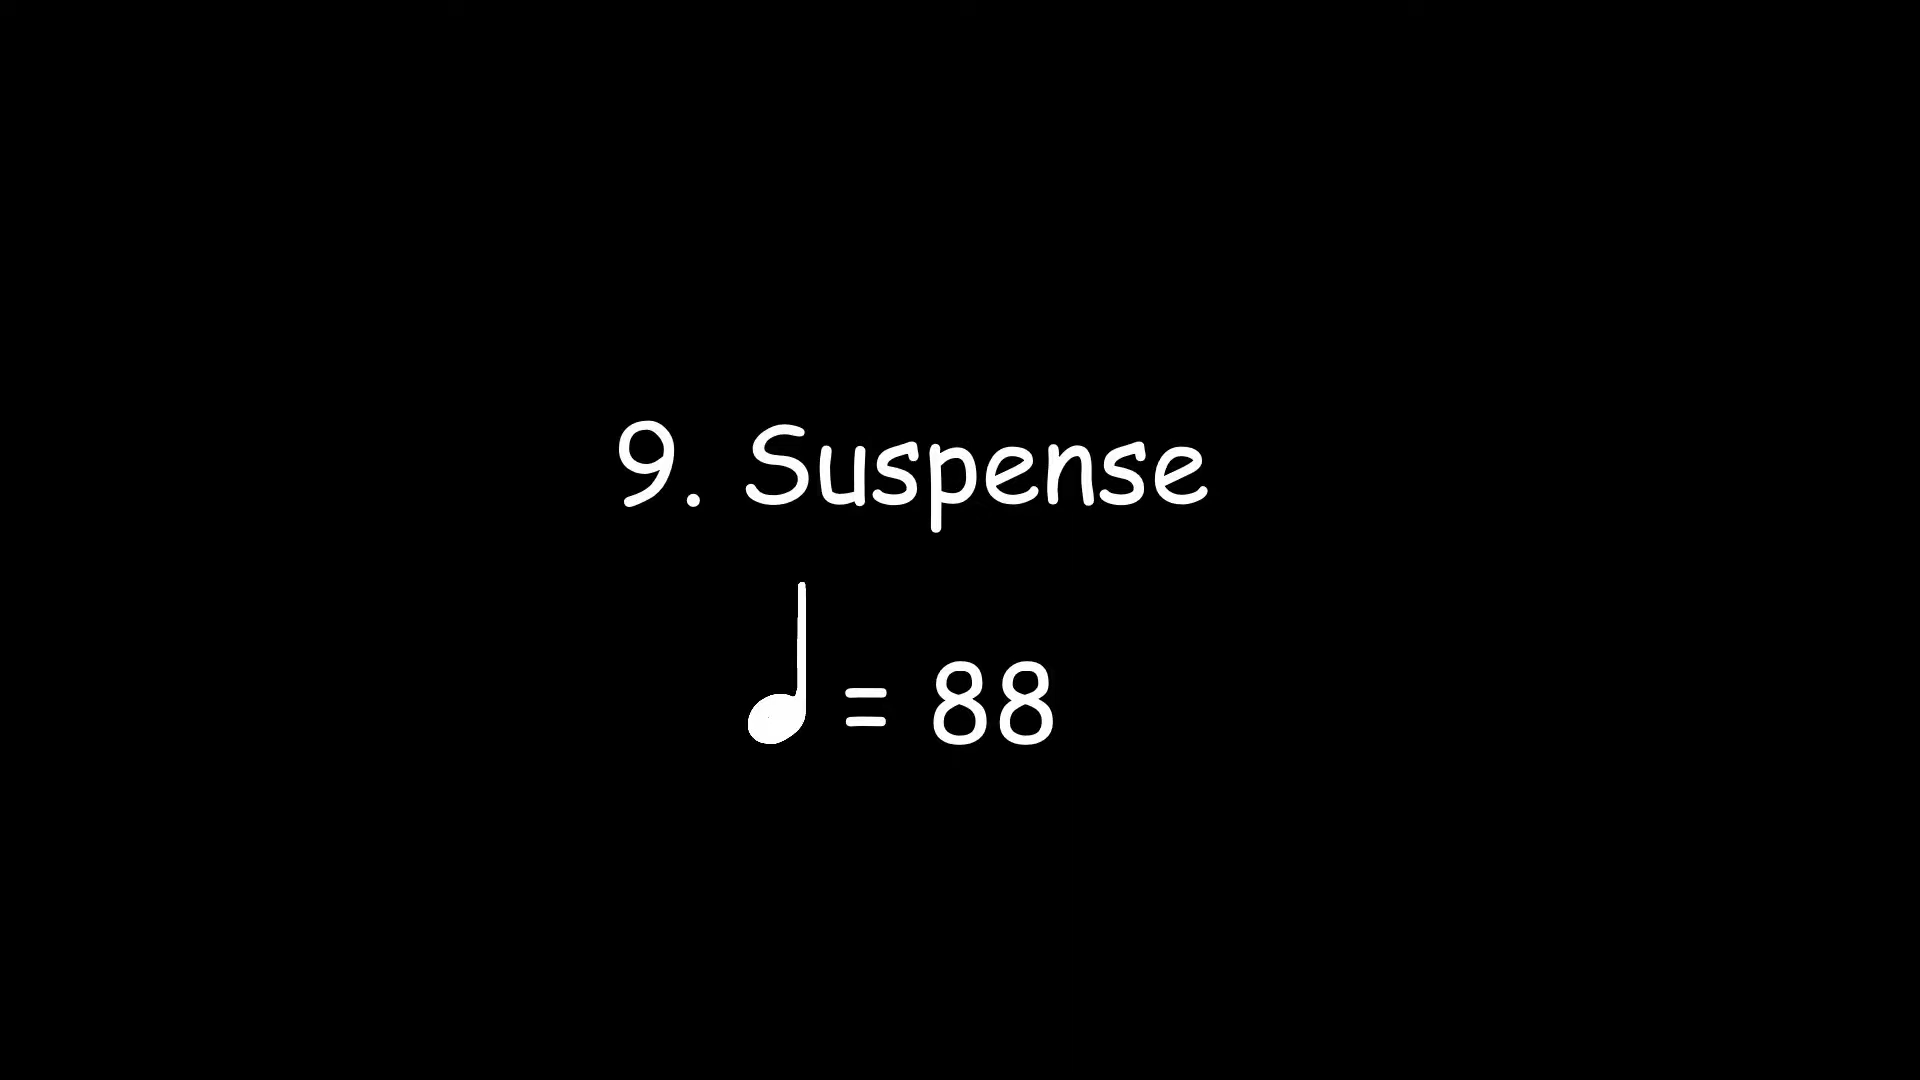 9. Suspense
♩ = 88